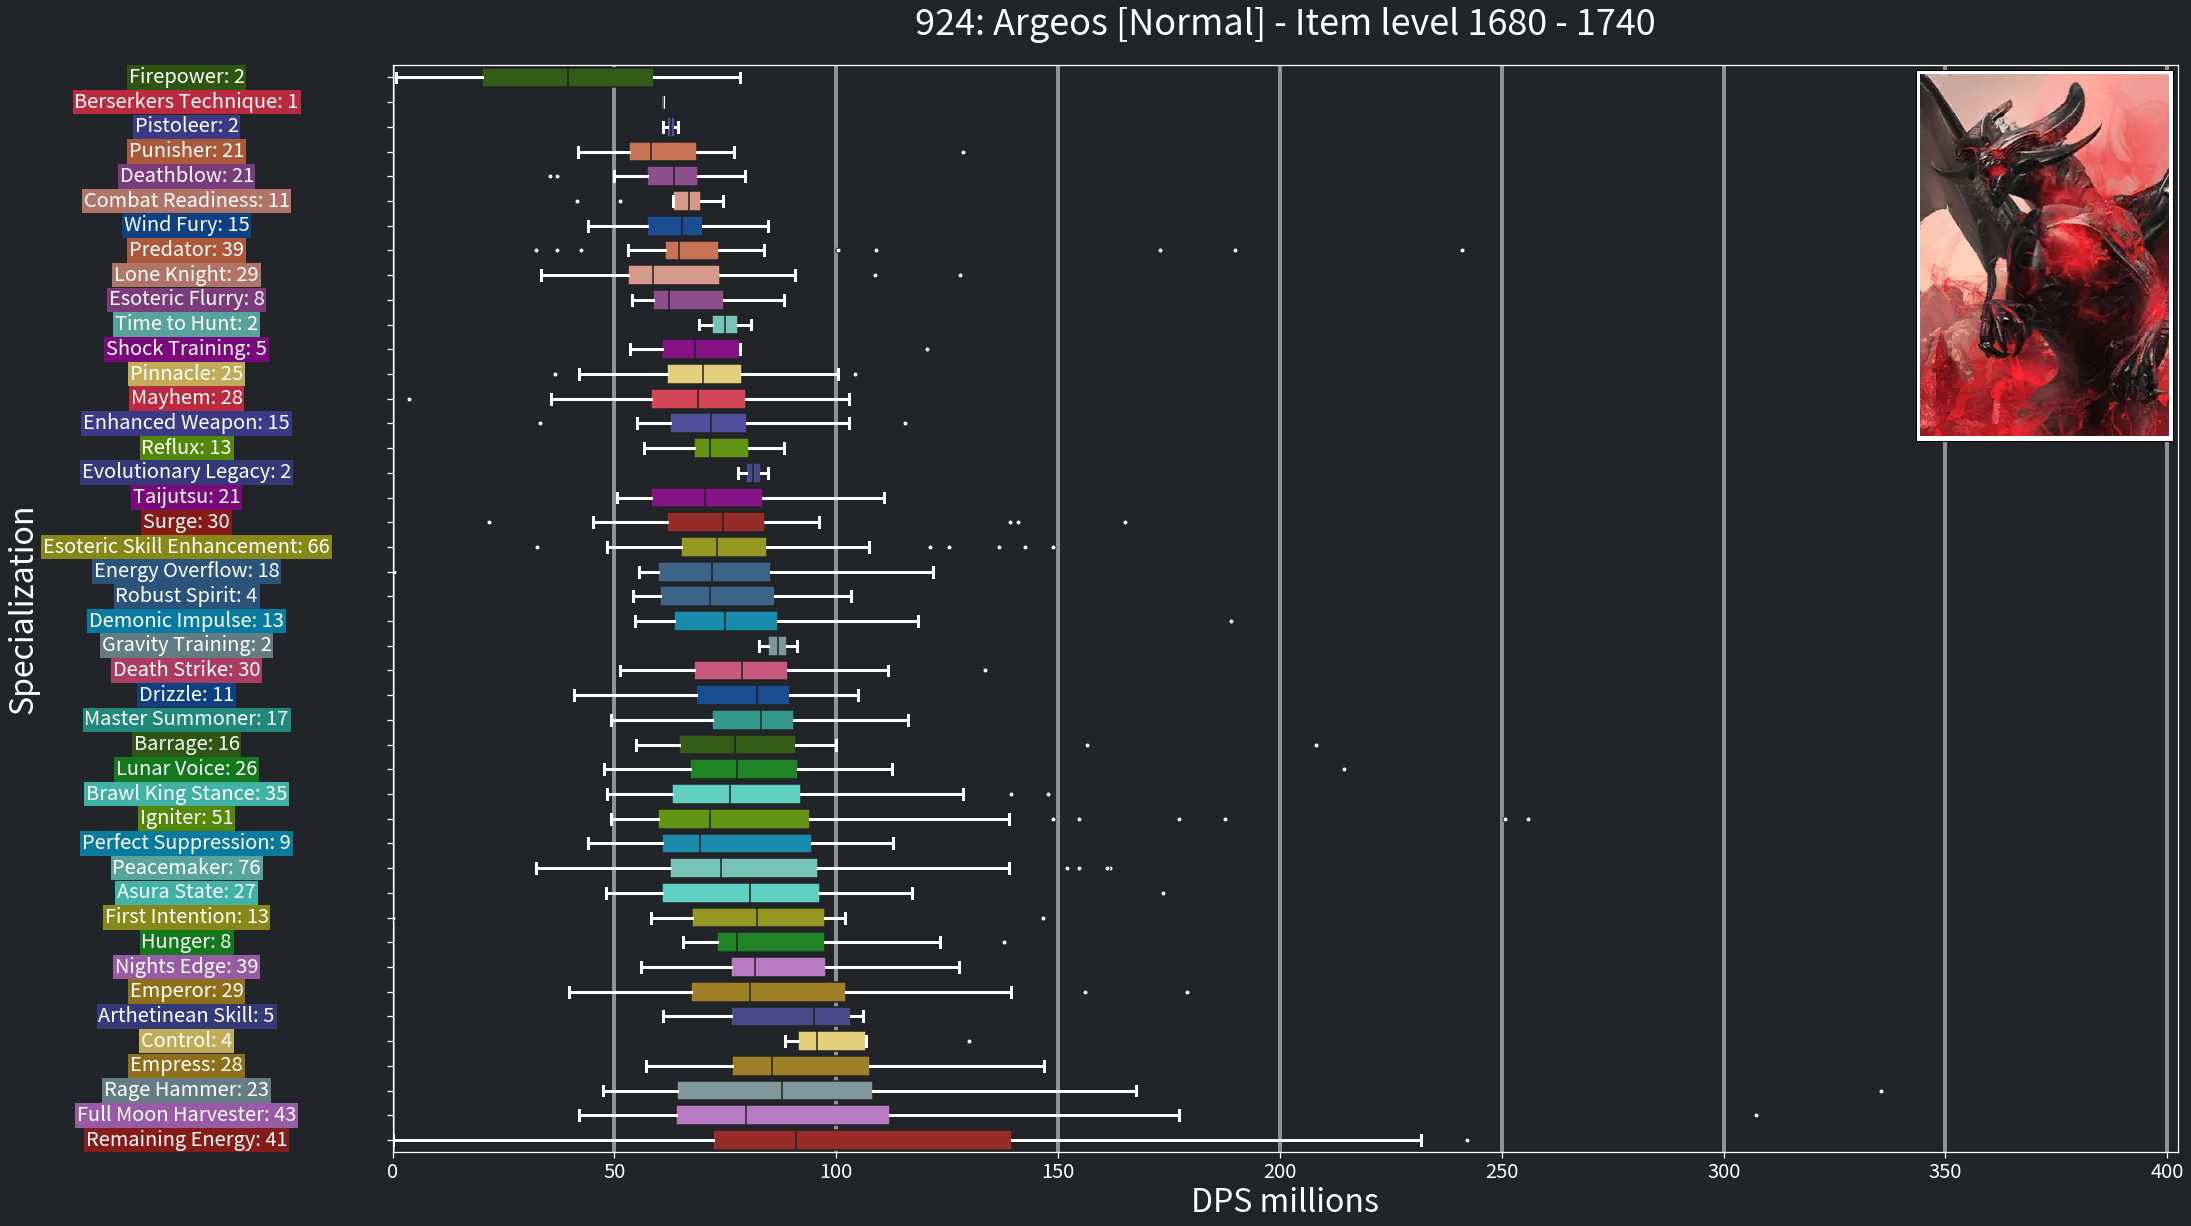 924: Argeos [Normal] - Item level 1680 - 1740
Firepower: 2
Berserkers Technique: 1
Pistoleer: 2
Punisher: 21
Deathblow: 21
Combat Readiness: 11
Wind Fury: 15
Predator: 39
Lone Knight: 29
Esoteric Flurry: 8
Time to Hunt: 2
Shock Training: 5
Pinnacle: 25
Mayhem: 28
Enhanced Weapon: 15
Reflux: 13
Evolutionary Legacy: 2
Taijutsu: 21
Surge: 30
Esoteric Skill Enhancement: 66
Energy Overflow: 18
Robust Spirit: 4
Demonic Impulse: 13
Gravity Training: 2
Death Strike: 30
Drizzle: 11
Master Summoner: 17
Barrage: 16
Lunar Voice: 26
Brawl King Stance: 35
Igniter: 51
Perfect Suppression: 9
Peacemaker: 76
Asura State: 27
First Intention: 13
Hunger: 8
Nights Edge: 39
Emperor: 29
Arthetinean Skill: 5
Control: 4
Empress: 28
Rage Hammer: 23
Full Moon Harvester: 43
Remaining Energy: 41
Specialization
0 50 100 150 200 250 300 350 400
DPS millions